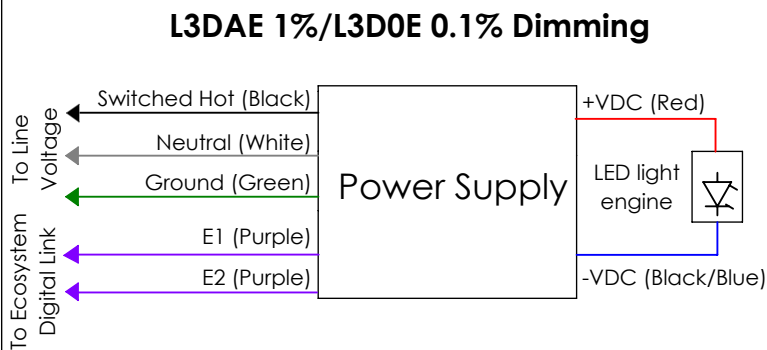 L3DAE 1%/L3D0E 0.1% Dimming
To Line
Voltage
Switched Hot (Black)
Neutral (White)
Ground (Green)
To Ecosystem
Digital Link
E1 (Purple)
E2 (Purple)
Power Supply
+VDC (Red)
LED light
engine
-VDC (Black/Blue)